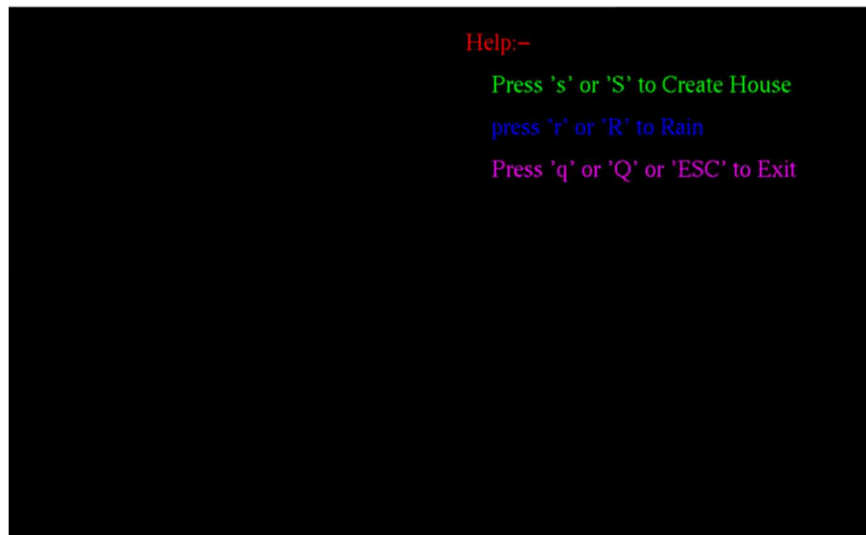 Help:−
Press 's' or 'S' to Create House
press 'r' or 'R' to Rain
Press 'q' or 'Q' or 'ESC' to Exit